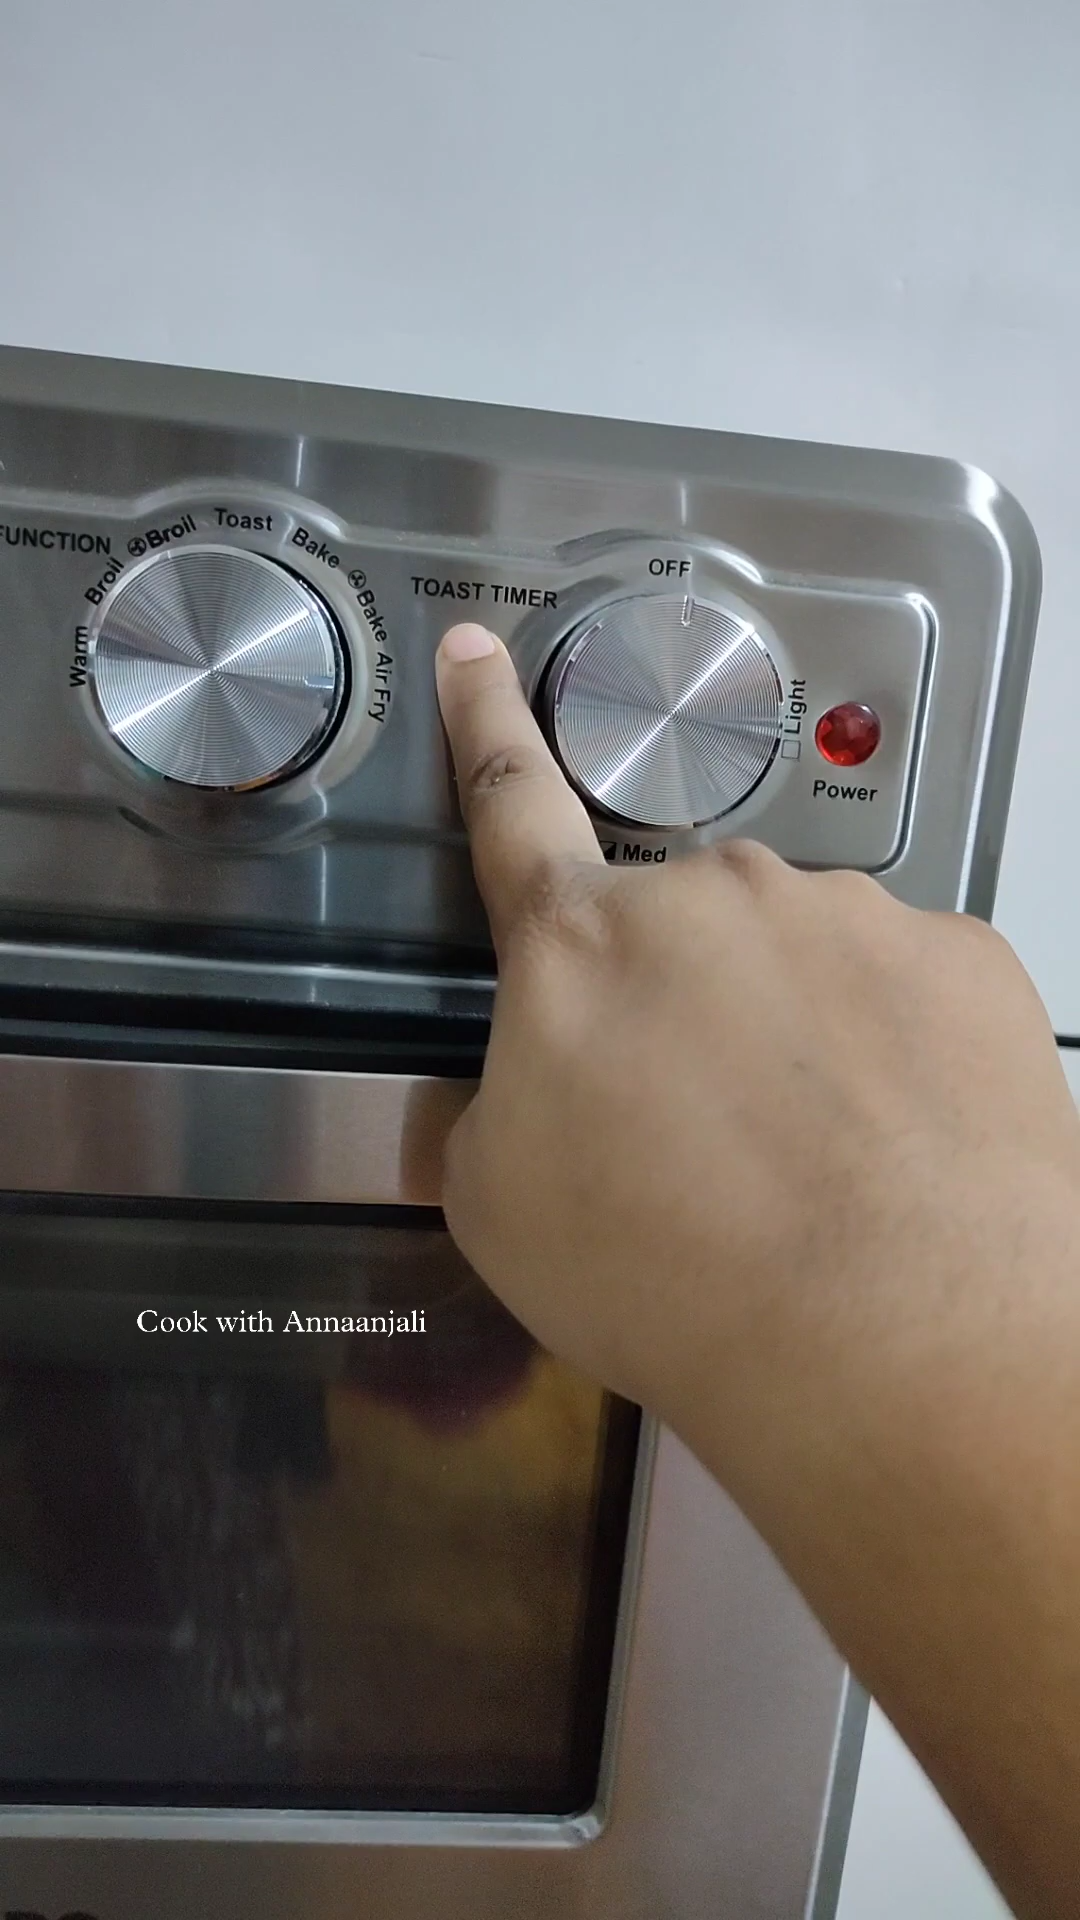 FUNCTION
Warm
Broil
Broil
Toast
Bake
Bake
Air Fry
TOAST TIMER
OFF
Light
Med
Power
Cook with Annaanjali